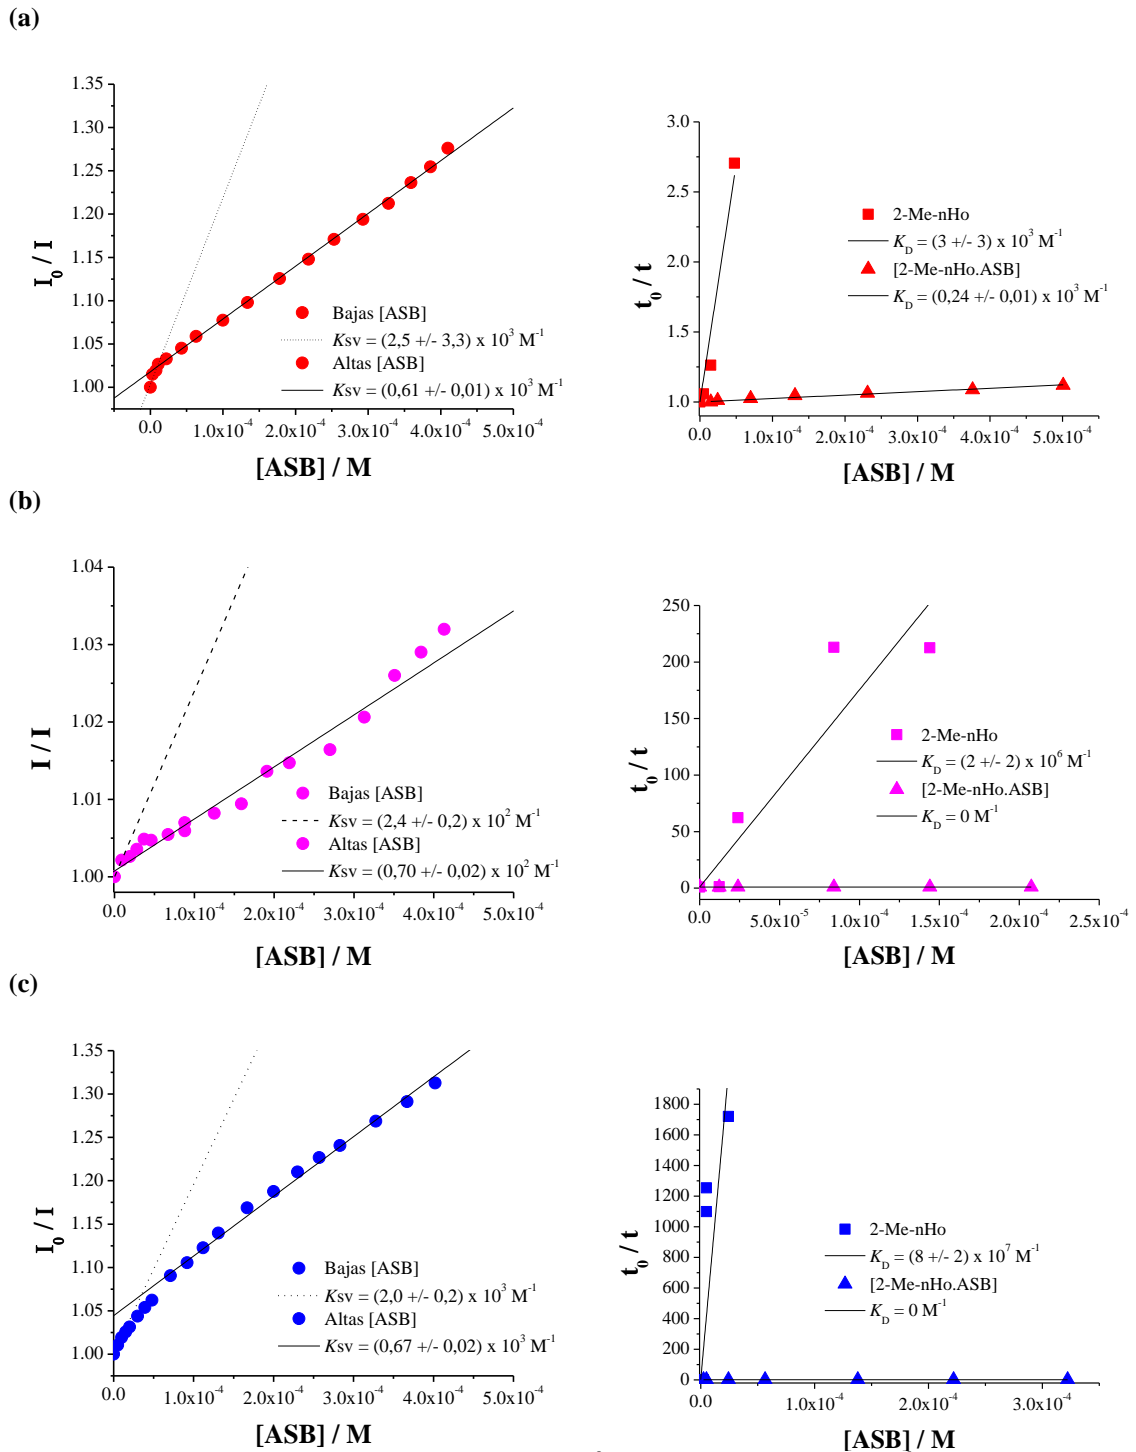 (a)
1.35
1.30
1.25
1.20
1.15
1.10
1.05
1.00
I0 / I
Bajas [ASB]
Ksv = (2,5 +/- 3,3) x 10^3 M^-1
Altas [ASB]
Ksv = (0,61 +/- 0,01) x 10^3 M^-1
0.0 1.0x10^-4 2.0x10^-4 3.0x10^-4 4.0x10^-4 5.0x10^-4
[ASB] / M
3.0
2.5
2.0
1.5
1.0
t0 / t
2-Me-nHo
KD = (3 +/- 3) x 10^3 M^-1
[2-Me-nHo.ASB]
KD = (0,24 +/- 0,01) x 10^3 M^-1
0.0 1.0x10^-4 2.0x10^-4 3.0x10^-4 4.0x10^-4 5.0x10^-4
[ASB] / M
(b)
1.04
1.03
1.02
1.01
1.00
I / I
Bajas [ASB]
Ksv = (2,4 +/- 0,2) x 10^2 M^-1
Altas [ASB]
Ksv = (0,70 +/- 0,02) x 10^2 M^-1
0.0 1.0x10^-4 2.0x10^-4 3.0x10^-4 4.0x10^-4 5.0x10^-4
[ASB] / M
250
200
150
100
50
0
t0 / t
2-Me-nHo
KD = (2 +/- 2) x 10^6 M^-1
[2-Me-nHo.ASB]
KD = 0 M^-1
0.0 5.0x10^-5 1.0x10^-4 1.5x10^-4 2.0x10^-4 2.5x10^-4
[ASB] / M
(c)
1.35
1.30
1.25
1.20
1.15
1.10
1.05
1.00
I0 / I
Bajas [ASB]
Ksv = (2,0 +/- 0,2) x 10^3 M^-1
Altas [ASB]
Ksv = (0,67 +/- 0,02) x 10^3 M^-1
0.0 1.0x10^-4 2.0x10^-4 3.0x10^-4 4.0x10^-4 5.0x10^-4
[ASB] / M
1800
1600
1400
1200
1000
800
600
400
200
0
t0 / t
2-Me-nHo
KD = (8 +/- 2) x 10^7 M^-1
[2-Me-nHo.ASB]
KD = 0 M^-1
0.0 1.0x10^-4 2.0x10^-4 3.0x10^-4
[ASB] / M